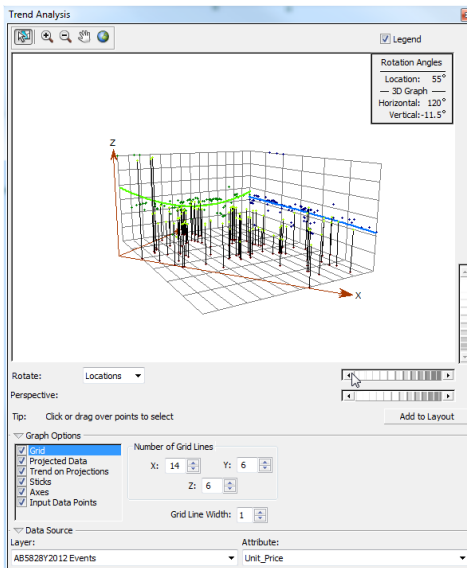 Trend Analysis
Legend
Rotation Angles
Location: 55°
— 3D Graph —
Horizontal: 120°
Vertical:-11.5°
Z
X
Rotate: Locations
Perspective:
Tip: Click or drag over points to select Add to Layout
Graph Options
Grid
Projected Data
Trend on Projections
Sticks
Axes
Input Data Points
Number of Grid Lines
X: 14 Y: 6
Z: 6
Grid Line Width: 1
Data Source
Layer: Attribute:
AB5828Y2012 Events Unit_Price